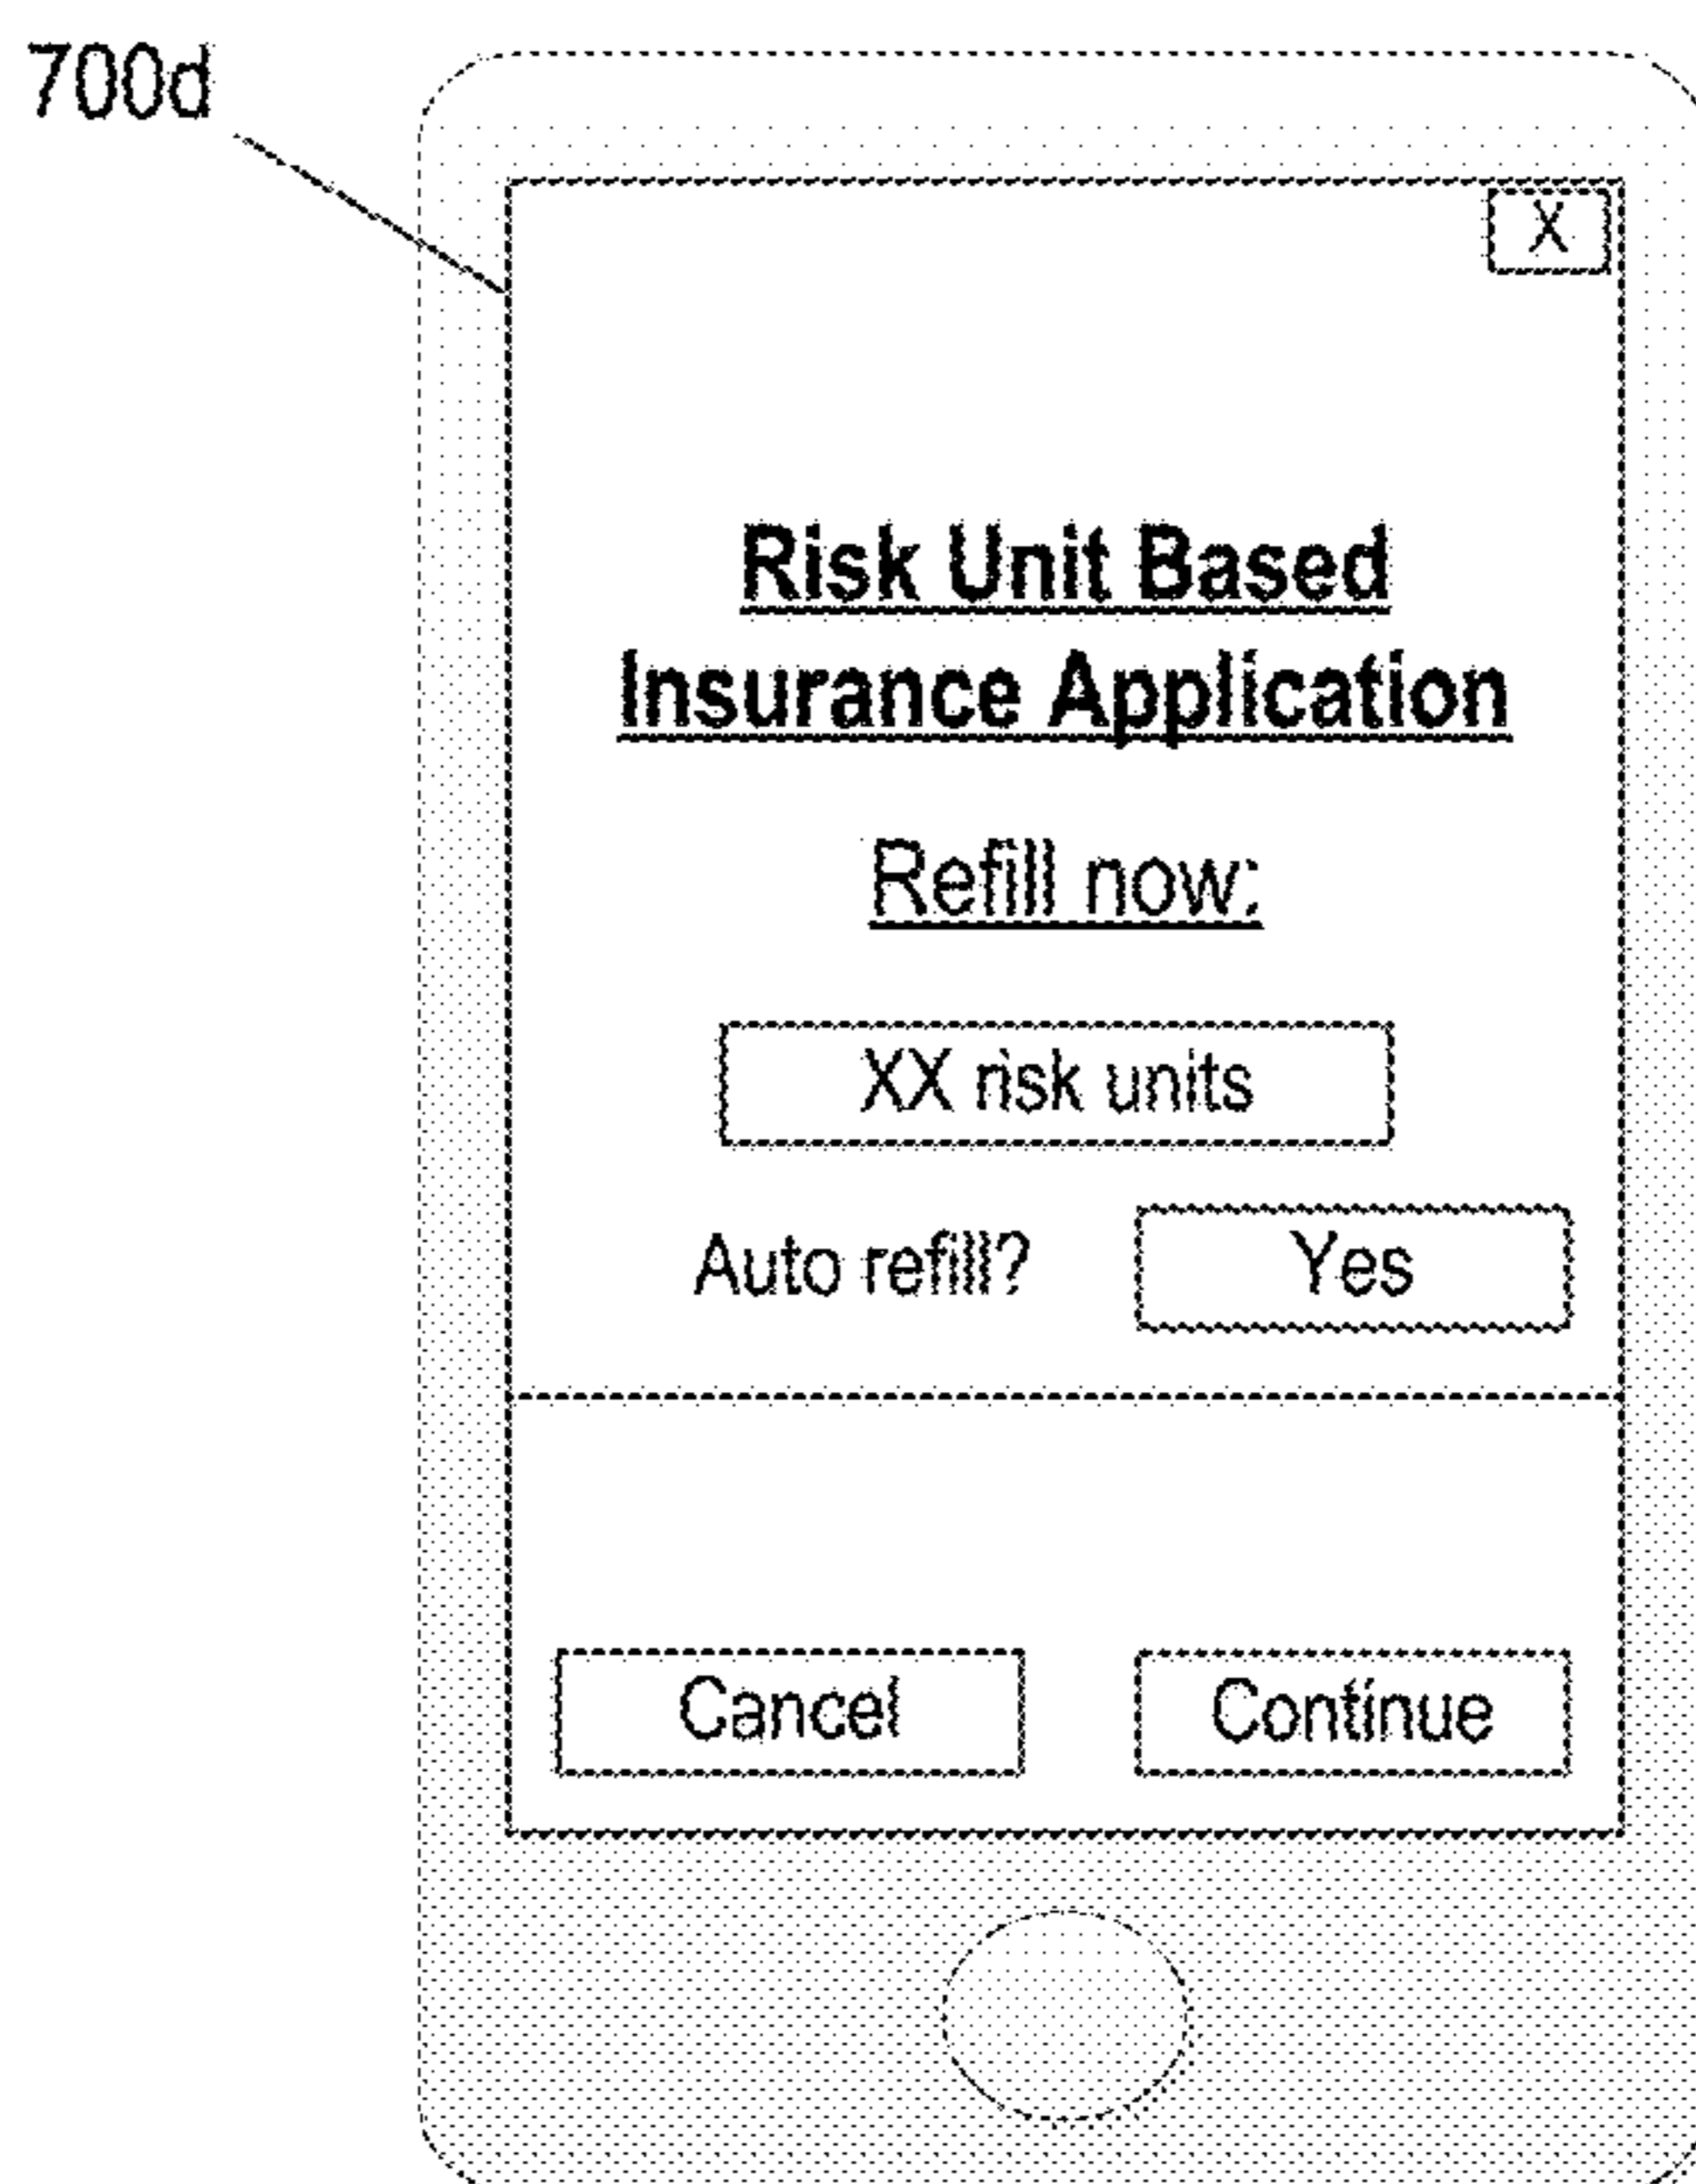 700d
X
Risk Unit Based
Insurance Application
Refill now:
XX risk units
Auto refill? Yes
Cancel Continue